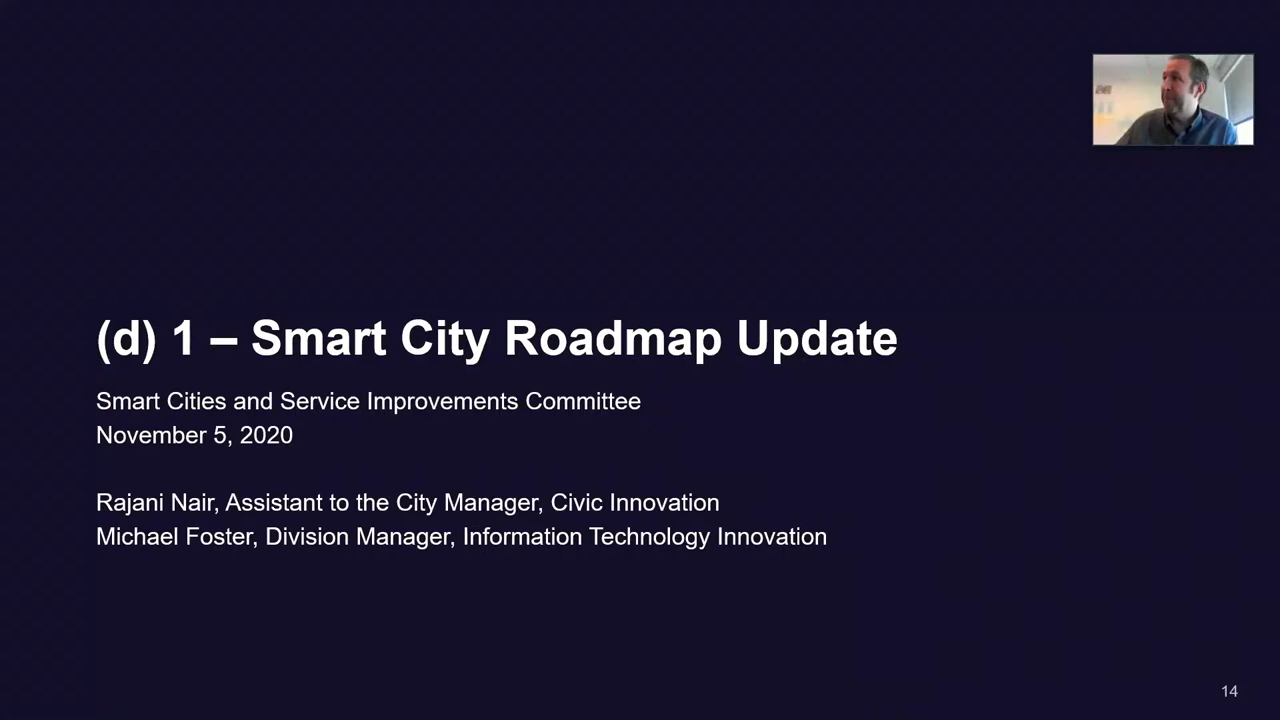 (d) 1 – Smart City Roadmap Update
Smart Cities and Service Improvements Committee
November 5, 2020
Rajani Nair, Assistant to the City Manager, Civic Innovation
Michael Foster, Division Manager, Information Technology Innovation
14